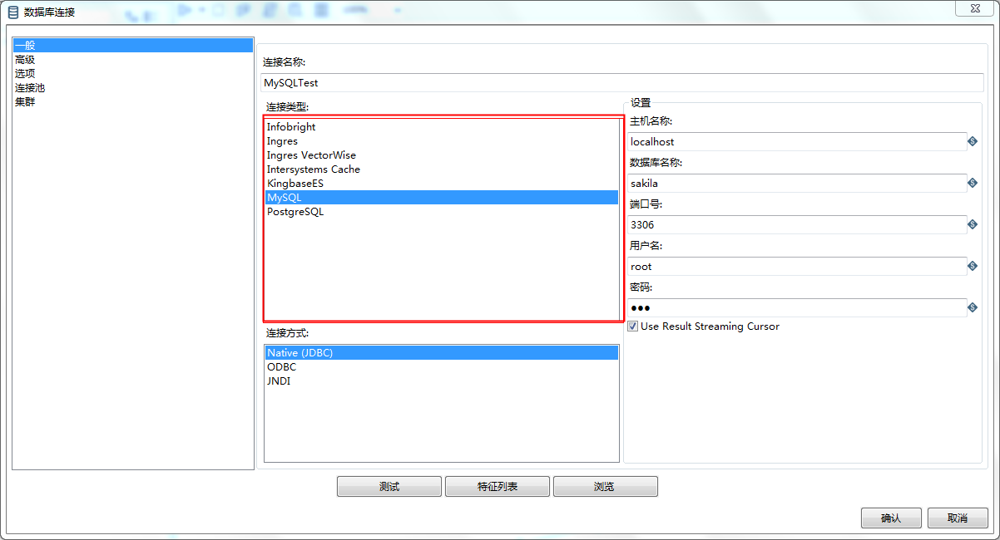 数据库连接
一般
高级
选项
连接池
集群
连接名称:
MySQLTest
连接类型:
Infobright
Ingres
Ingres VectorWise
Intersystems Cache
KingbaseES
MySQL
PostgreSQL
连接方式:
Native (JDBC)
ODBC
JNDI
设置
主机名称:
localhost
数据库名称:
sakila
端口号:
3306
用户名:
root
密码:
●●●
Use Result Streaming Cursor
测试
特征列表
浏览
确认
取消